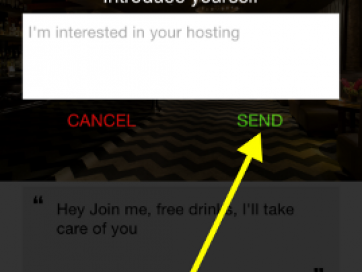 Introduce yourself
I'm interested in your hosting
CANCEL
SEND
“
Hey Join me, free drinks, I'll take
care of you
”